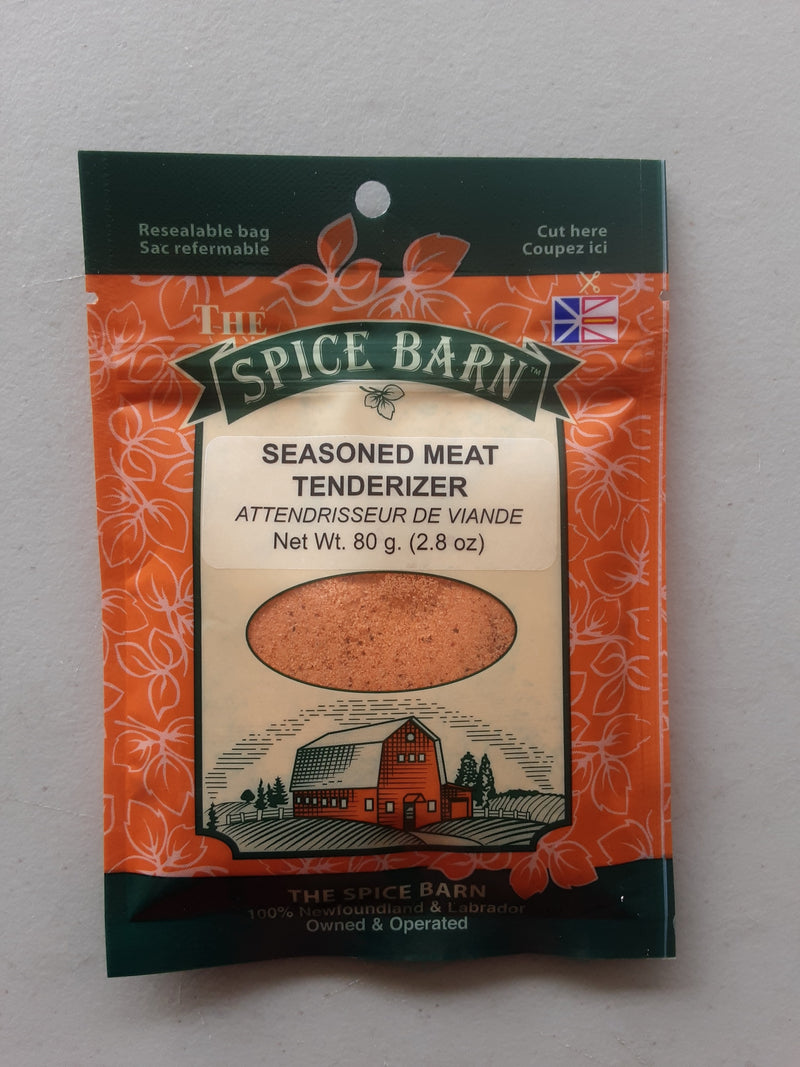 Resealable bag
Sac refermable
Cut here
Coupez ici
THE
SPICE BARN™
SEASONED MEAT
TENDERIZER
ATTENDRISSEUR DE VIANDE
Net Wt. 80 g. (2.8 oz)
THE SPICE BARN
100% Newfoundland & Labrador
Owned & Operated